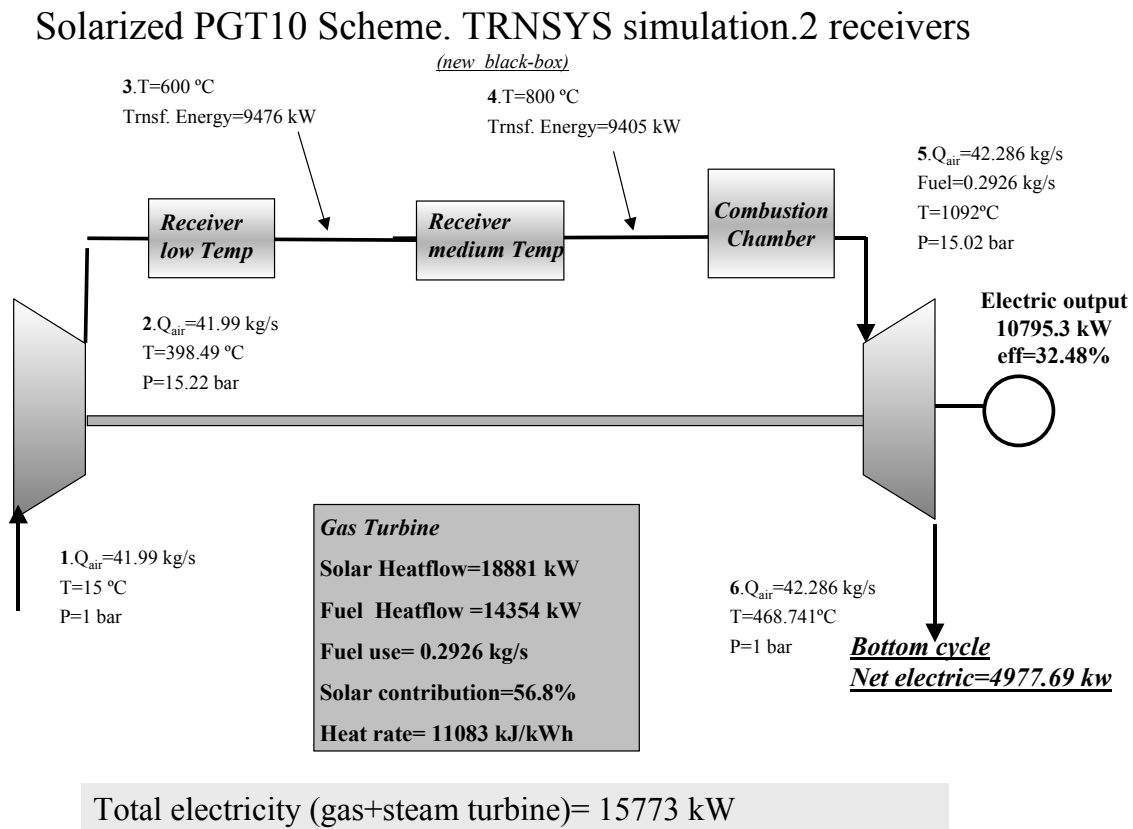 Solarized PGT10 Scheme. TRNSYS simulation.2 receivers
(new black-box)
3.T=600 ºC
Trnsf. Energy=9476 kW
4.T=800 ºC
Trnsf. Energy=9405 kW
5.Qair=42.286 kg/s
Fuel=0.2926 kg/s
T=1092ºC
P=15.02 bar
Receiver
low Temp
Receiver
medium Temp
Combustion
Chamber
2.Qair=41.99 kg/s
T=398.49 ºC
P=15.22 bar
Electric output
10795.3 kW
eff=32.48%
1.Qair=41.99 kg/s
T=15 ºC
P=1 bar
Gas Turbine
Solar Heatflow=18881 kW
Fuel Heatflow =14354 kW
Fuel use= 0.2926 kg/s
Solar contribution=56.8%
Heat rate= 11083 kJ/kWh
6.Qair=42.286 kg/s
T=468.741ºC
P=1 bar
Bottom cycle
Net electric=4977.69 kw
Total electricity (gas+steam turbine)= 15773 kW